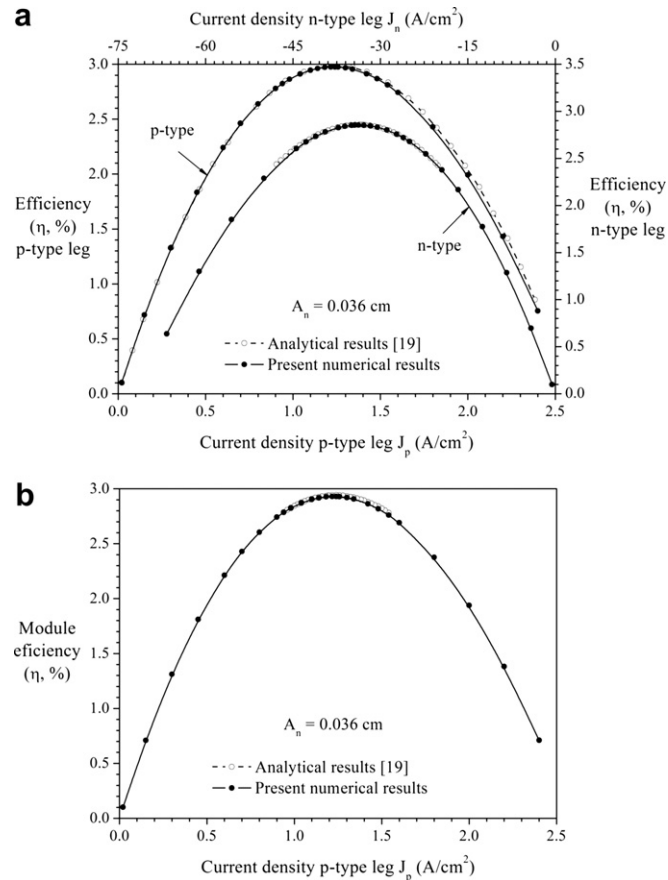 a
Current density n-type leg Jn (A/cm2)
-75 -60 -45 -30 -15 0
3.0
2.5
2.0
1.5
1.0
0.5
0.0
3.5
3.0
2.5
2.0
1.5
1.0
0.5
0.0
Efficiency
(η, %)
p-type leg
Efficiency
(η, %)
n-type leg
p-type
n-type
An = 0.036 cm
Analytical results [19]
Present numerical results
0.0 0.5 1.0 1.5 2.0 2.5
Current density p-type leg Jp (A/cm2)
b
3.0
2.5
2.0
1.5
1.0
0.5
0.0
Module
eficiency
(η, %)
An = 0.036 cm
Analytical results [19]
Present numerical results
0.0 0.5 1.0 1.5 2.0 2.5
Current density p-type leg Jp (A/cm2)